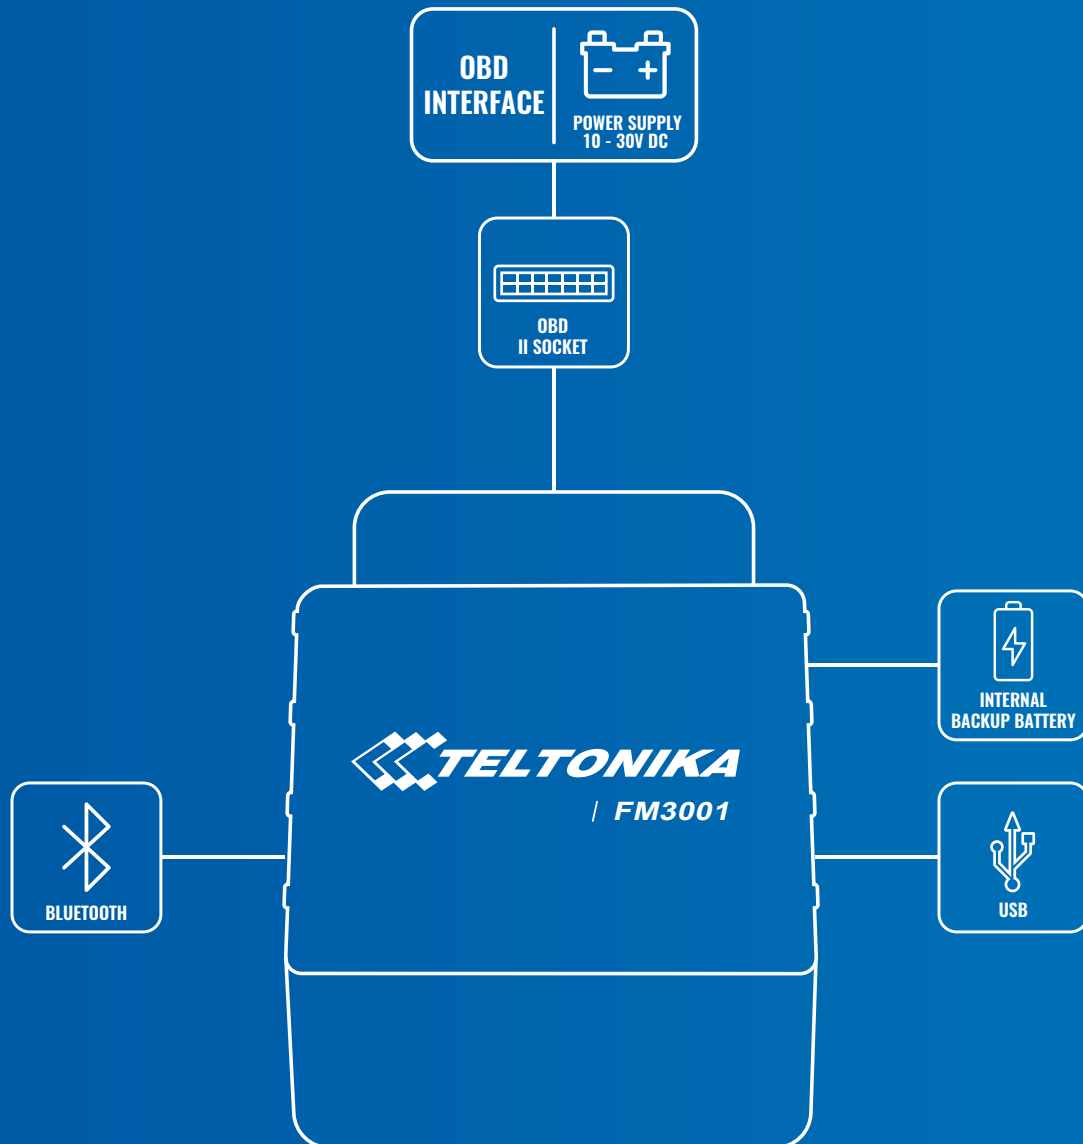 OBD
INTERFACE
POWER SUPPLY
10 - 30V DC
OBD
II SOCKET
INTERNAL
BACKUP BATTERY
TELTONIKA
/ FM3001
BLUETOOTH
USB